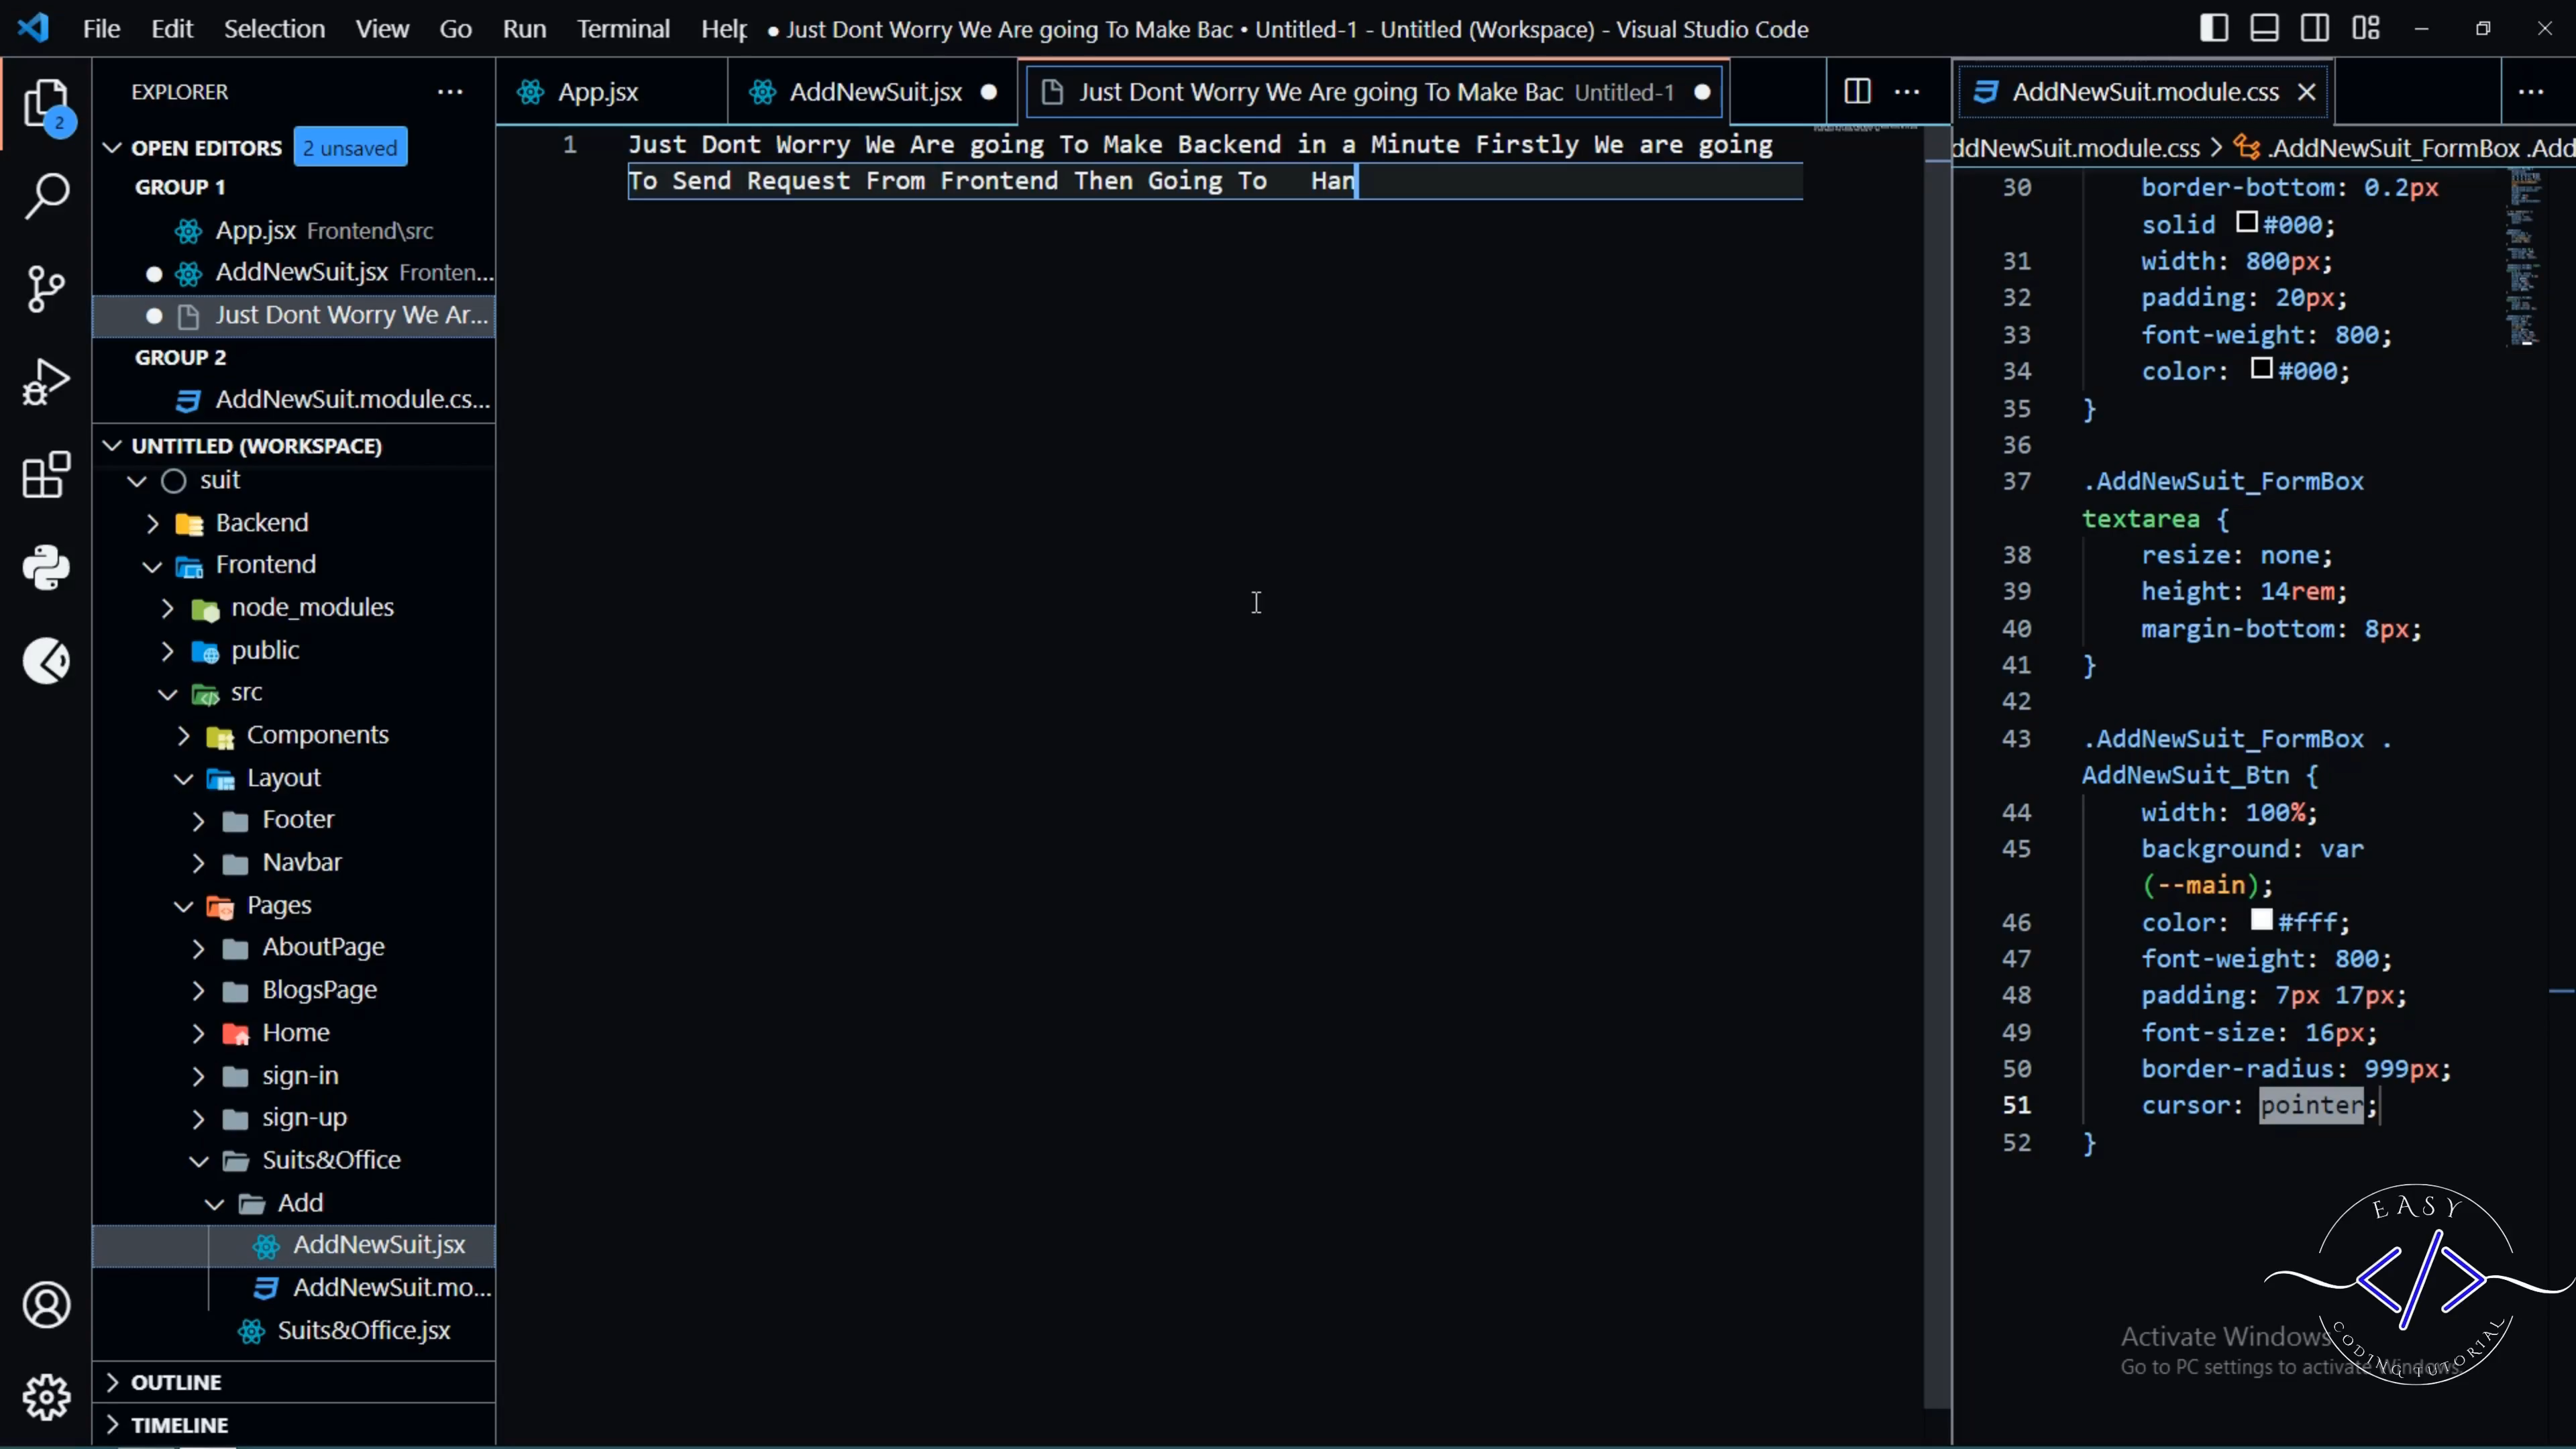 File Edit Selection View Go Run Terminal Help ● Just Dont Worry We Are going To Make Bac • Untitled-1 - Untitled (Workspace) - Visual Studio Code
EXPLORER
2
OPEN EDITORS 2 unsaved
GROUP 1
App.jsx Frontend\src
AddNewSuit.jsx Fronten...
Just Dont Worry We Ar...
GROUP 2
AddNewSuit.module.cs...
UNTITLED (WORKSPACE)
suit
Backend
Frontend
node_modules
public
src
Components
Layout
Footer
Navbar
Pages
AboutPage
BlogsPage
Home
sign-in
sign-up
Suits&Office
Add
AddNewSuit.jsx
AddNewSuit.mo...
Suits&Office.jsx
OUTLINE
TIMELINE
App.jsx AddNewSuit.jsx Just Dont Worry We Are going To Make Bac Untitled-1
1 Just Dont Worry We Are going To Make Backend in a Minute Firstly We are going
To Send Request From Frontend Then Going To   Han
AddNewSuit.module.css
ddNewSuit.module.css > .AddNewSuit_FormBox .Add
30 border-bottom: 0.2px
solid #000;
31 width: 800px;
32 padding: 20px;
33 font-weight: 800;
34 color: #000;
35 }
36
37 .AddNewSuit_FormBox
textarea {
38 resize: none;
39 height: 14rem;
40 margin-bottom: 8px;
41 }
42
43 .AddNewSuit_FormBox .
AddNewSuit_Btn {
44 width: 100%;
45 background: var
(--main);
46 color: #fff;
47 font-weight: 800;
48 padding: 7px 17px;
49 font-size: 16px;
50 border-radius: 999px;
51 cursor: pointer;
52 }
EASY
</>
CODING TUTORIAL
Activate Windows
Go to PC settings to activate Windows.